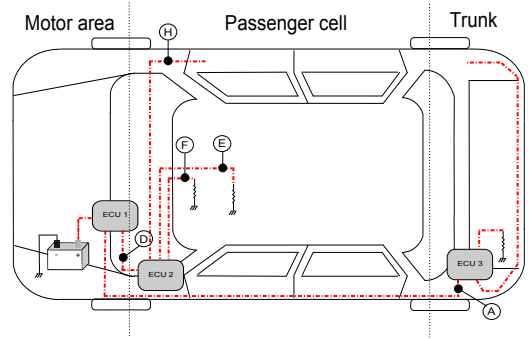 Motor area Passenger cell Trunk
H
F E
ECU 1
D
- +
ECU 2 ECU 3
A